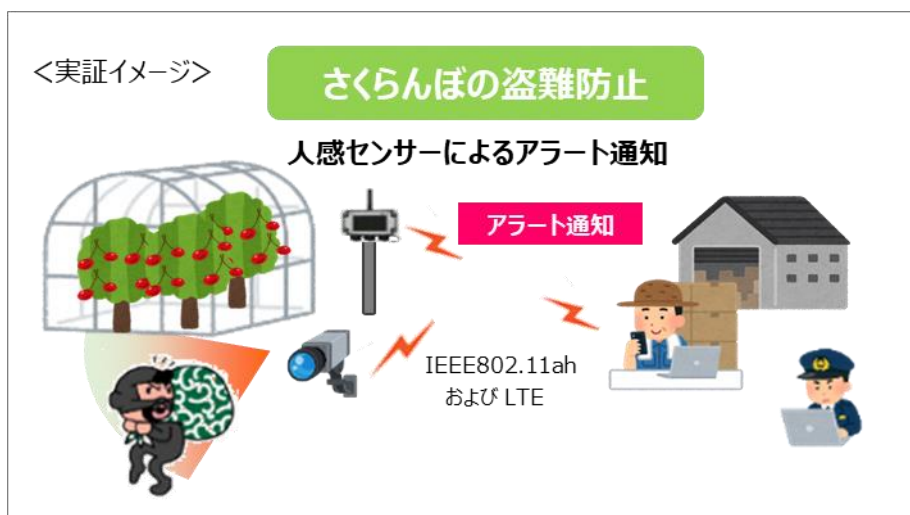 <実証イメージ>
さくらんぼの盗難防止
人感センサーによるアラート通知
アラート通知
IEEE802.11ah
および LTE